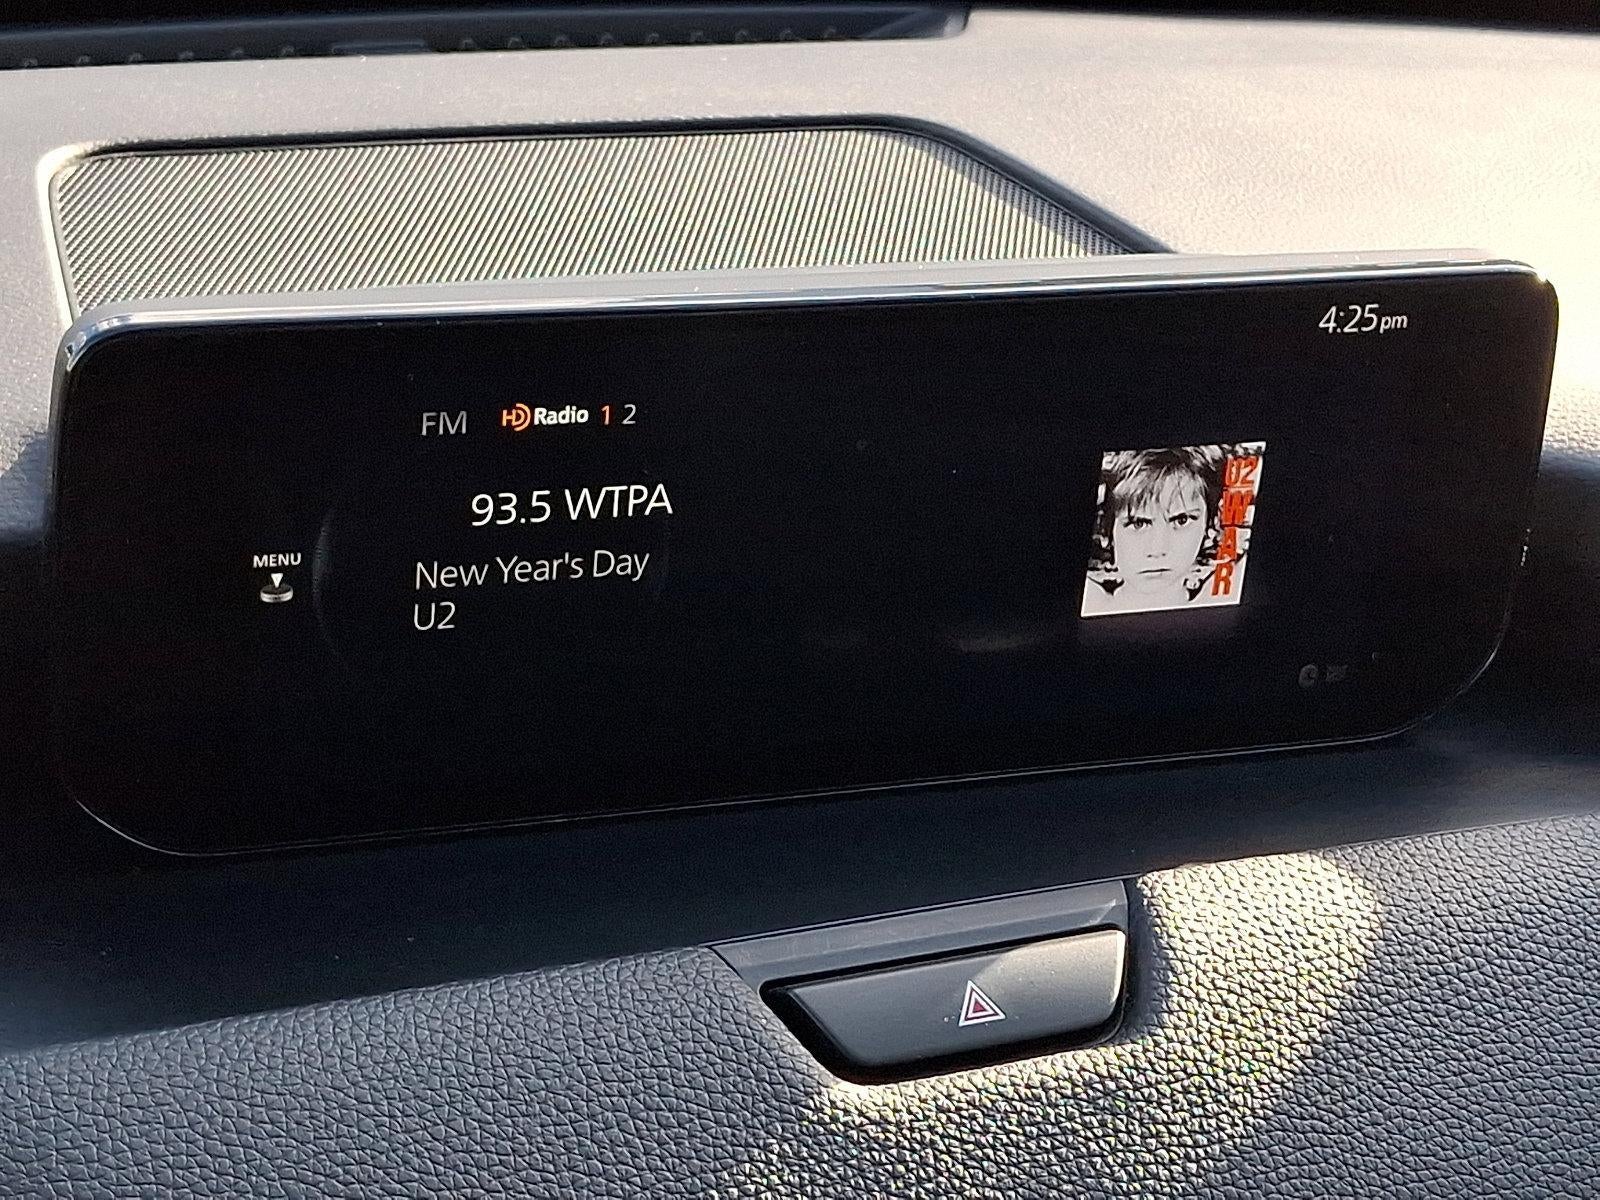 4:25pm
FM HD Radio 1 2
93.5 WTPA
MENU
New Year's Day
U2
U2
WAR